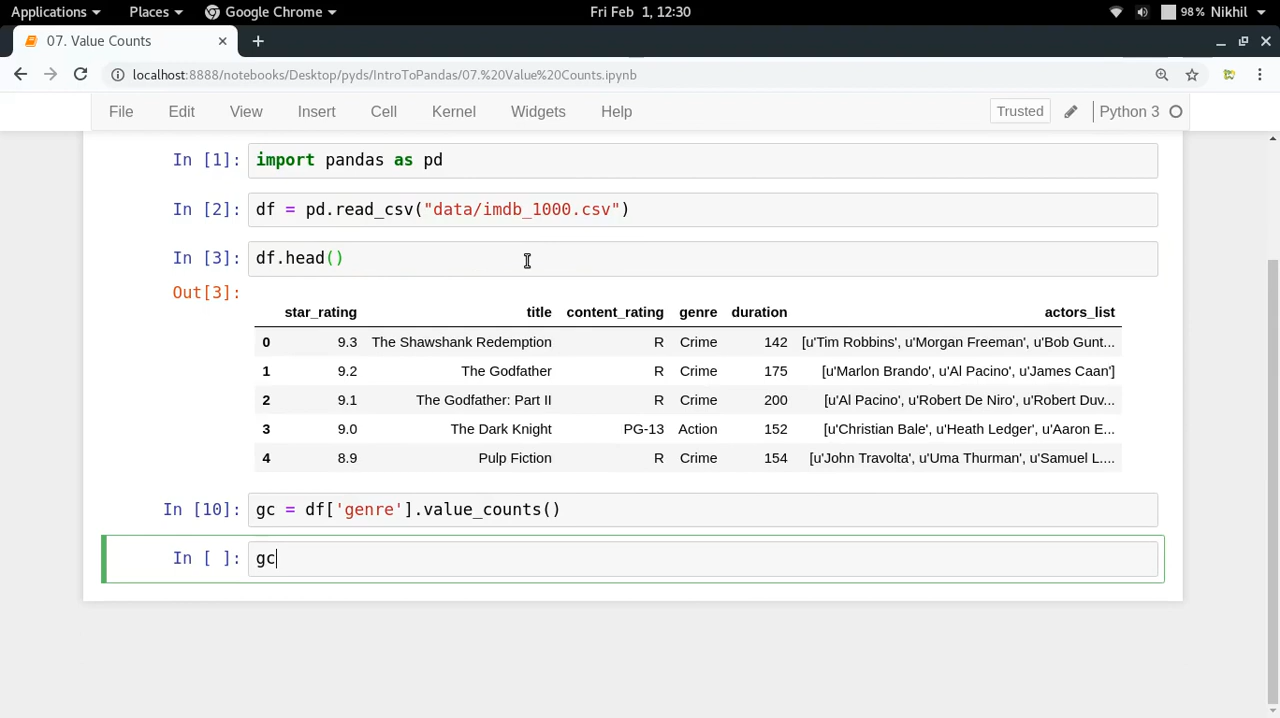 Applications Places Google Chrome Fri Feb 1, 12:30 98% Nikhil
07. Value Counts
localhost:8888/notebooks/Desktop/pyds/IntroToPandas/07.%20Value%20Counts.ipynb
File Edit View Insert Cell Kernel Widgets Help Trusted Python 3
In [1]: import pandas as pd
In [2]: df = pd.read_csv("data/imdb_1000.csv")
In [3]: df.head()
Out[3]:
star_rating title content_rating genre duration actors_list
0 9.3 The Shawshank Redemption R Crime 142 [u'Tim Robbins', u'Morgan Freeman', u'Bob Gunt...
1 9.2 The Godfather R Crime 175 [u'Marlon Brando', u'Al Pacino', u'James Caan']
2 9.1 The Godfather: Part II R Crime 200 [u'Al Pacino', u'Robert De Niro', u'Robert Duv...
3 9.0 The Dark Knight PG-13 Action 152 [u'Christian Bale', u'Heath Ledger', u'Aaron E...
4 8.9 Pulp Fiction R Crime 154 [u'John Travolta', u'Uma Thurman', u'Samuel L....
In [10]: gc = df['genre'].value_counts()
In [ ]: gc